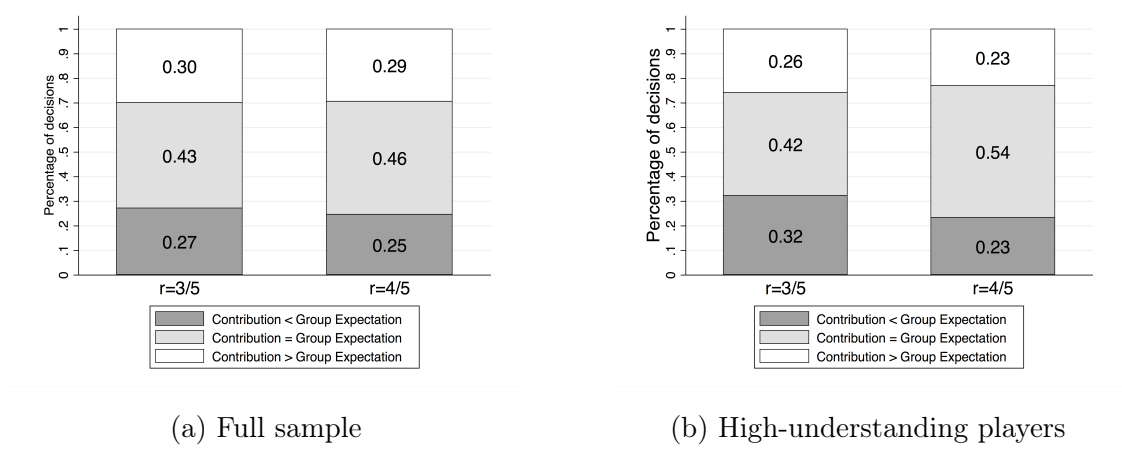 Percentage of decisions
1
.9
.8
.7
.6
.5
.4
.3
.2
.1
0
0.30
0.29
0.43
0.46
0.27
0.25
r=3/5
r=4/5
Contribution < Group Expectation
Contribution = Group Expectation
Contribution > Group Expectation
(a) Full sample
Percentage of decisions
1
.9
.8
.7
.6
.5
.4
.3
.2
.1
0
0.26
0.23
0.42
0.54
0.32
0.23
r=3/5
r=4/5
Contribution < Group Expectation
Contribution = Group Expectation
Contribution > Group Expectation
(b) High-understanding players